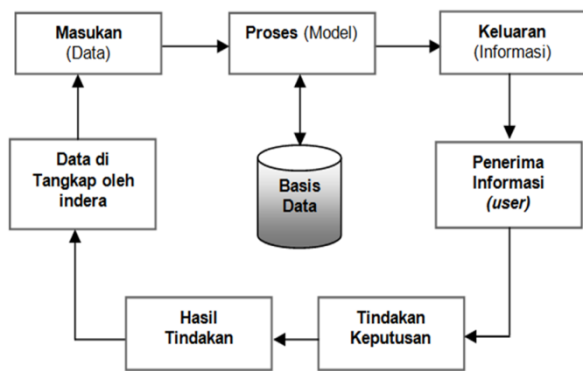 Masukan
(Data)
Proses (Model)
Keluaran
(Informasi)
Data di
Tangkap oleh
indera
Basis
Data
Penerima
Informasi
(user)
Hasil
Tindakan
Tindakan
Keputusan